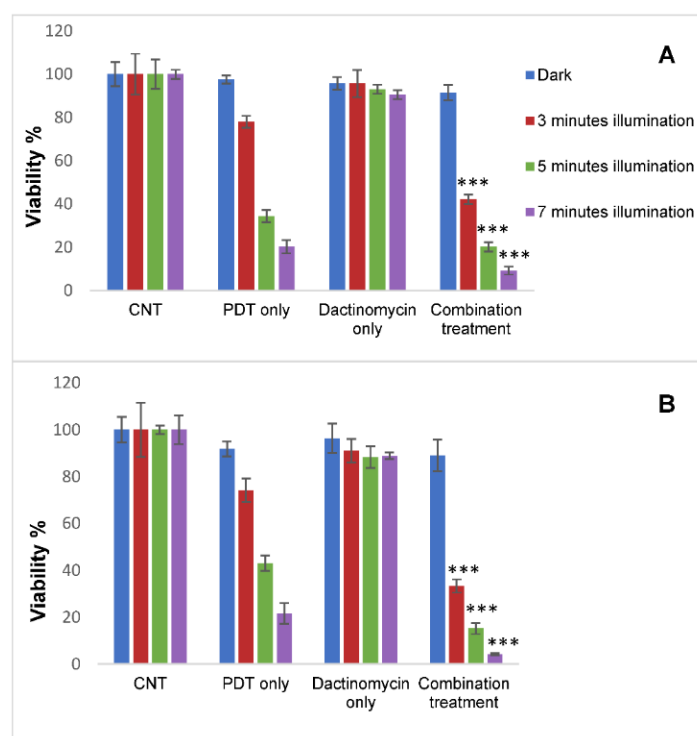 A
120
100
80
60
40
20
0
Viability %
Dark
3 minutes illumination
5 minutes illumination
7 minutes illumination
***
***
***
CNT
PDT only
Dactinomycin
only
Combination
treatment
B
120
100
80
60
40
20
0
Viability %
***
***
***
CNT
PDT only
Dactinomycin
only
Combination
treatment